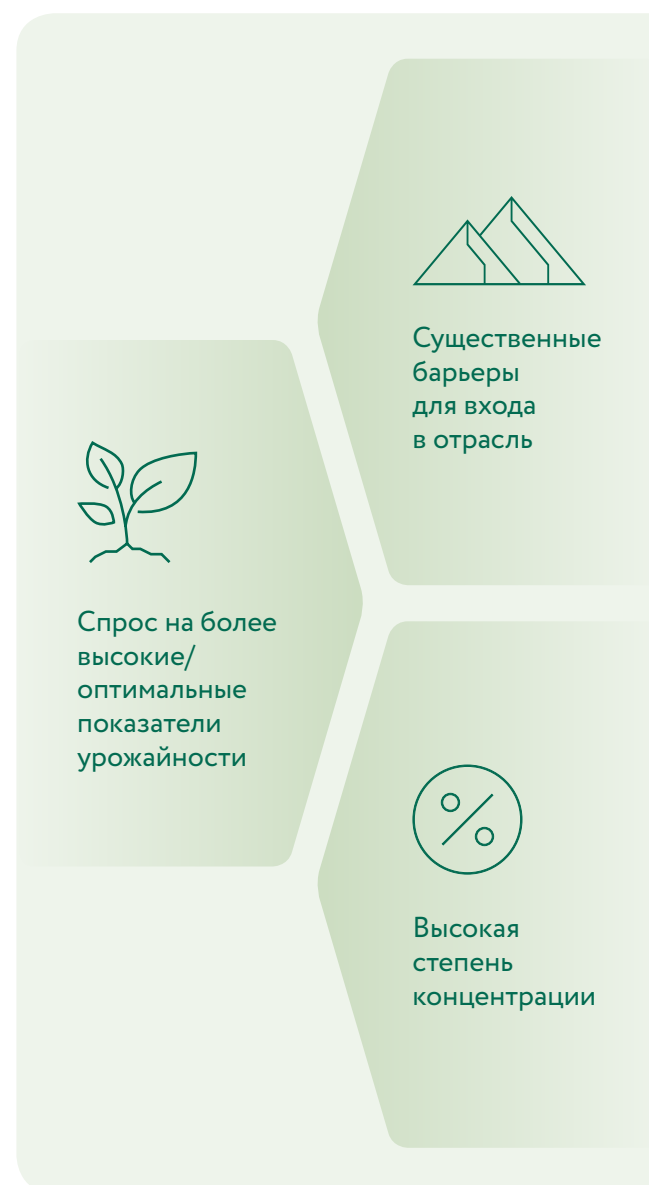 Существенные
барьеры
для входа
в отрасль
Спрос на более
высокие/
оптимальные
показатели
урожайности
Высокая
степень
концентрации